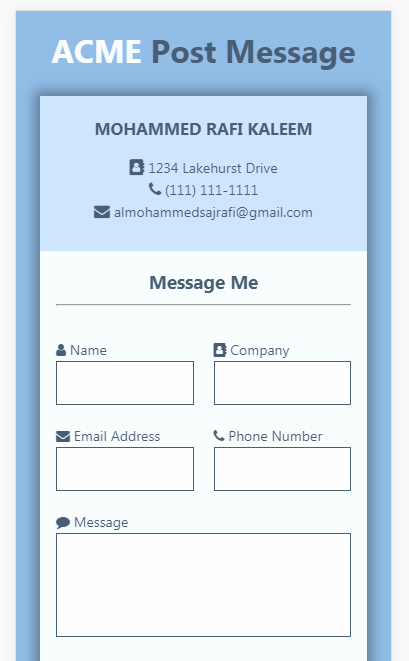 ACME Post Message
MOHAMMED RAFI KALEEM
1234 Lakehurst Drive
(111) 111-1111
almohammedsajrafi@gmail.com
Message Me
Name
Company
Email Address
Phone Number
Message